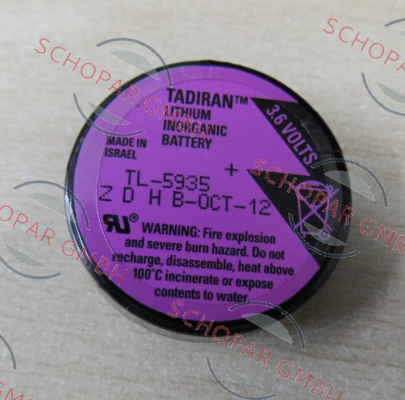 TADIRAN™
LITHIUM
INORGANIC
BATTERY
MADE IN
ISRAEL
3.6 VOLTS
+
TL-5935
Z D H B-OCT-12
WARNING: Fire explosion
and severe burn hazard. Do not
recharge, disassemble, heat above
100°C incinerate or expose
contents to water.
SCHOPAR GMBH
SCHOPAR GMBH
SCHOPAR GMBH
SCHOPAR GMBH